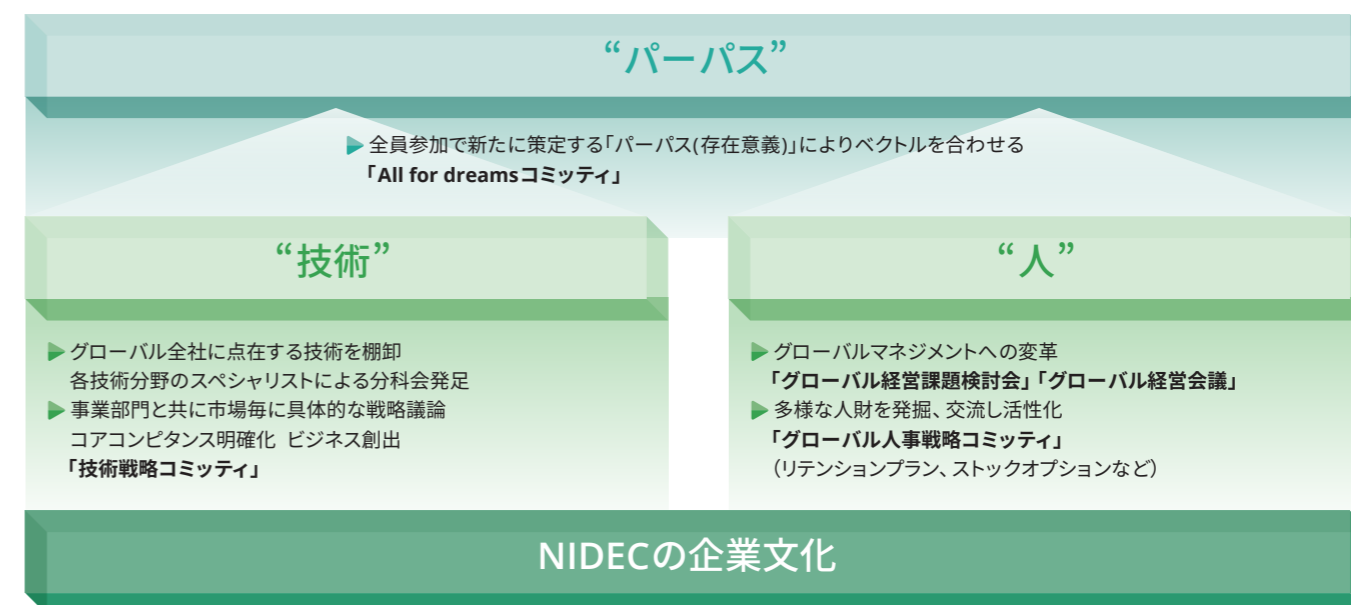 “パーパス”
全員参加で新たに策定する「パーパス(存在意義)」によりベクトルを合わせる
「All for dreamsコミッティ」
“技術”
グローバル全社に点在する技術を棚卸
各技術分野のスペシャリストによる分科会発足
事業部門と共に市場毎に具体的な戦略議論
コアコンピタンス明確化 ビジネス創出
「技術戦略コミッティ」
“人”
グローバルマネジメントへの変革
「グローバル経営課題検討会」「グローバル経営会議」
多様な人財を発掘、交流し活性化
「グローバル人事戦略コミッティ」
（リテンションプラン、ストックオプションなど）
NIDECの企業文化